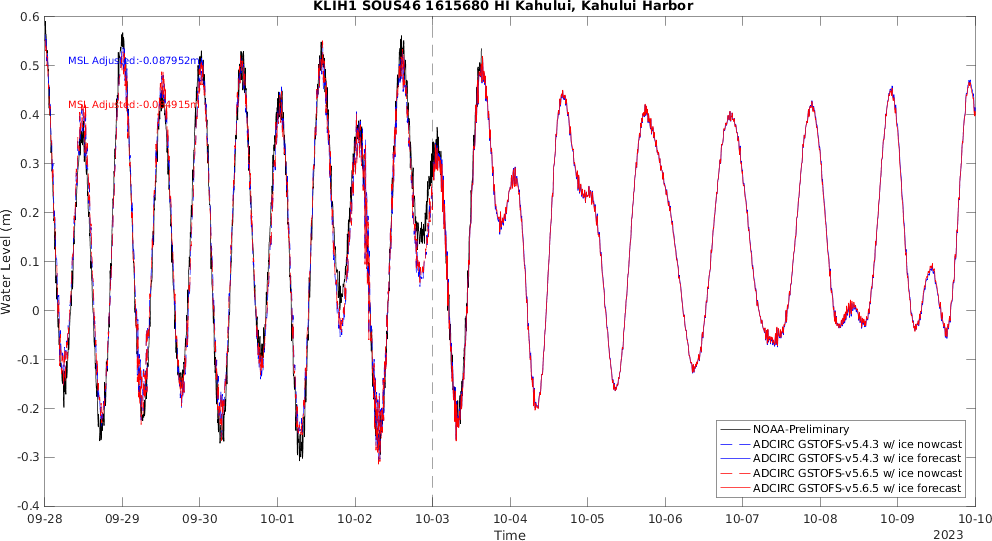 KLIH1 SOUS46 1615680 HI Kahului, Kahului Harbor
0.6
0.5
0.4
0.3
0.2
0.1
0
-0.1
-0.2
-0.3
-0.4
Water Level (m)
MSL Adjusted:-0.087952m
MSL Adjusted:
NOAA-Preliminary
ADCIRC GSTOFS-v5.4.3 w/ ice nowcast
ADCIRC GSTOFS-v5.4.3 w/ ice forecast
ADCIRC GSTOFS-v5.6.5 w/ ice nowcast
ADCIRC GSTOFS-v5.6.5 w/ ice forecast
09-28 09-29 09-30 10-01 10-02 10-03 10-04 10-05 10-06 10-07 10-08 10-09 10-10
Time
2023